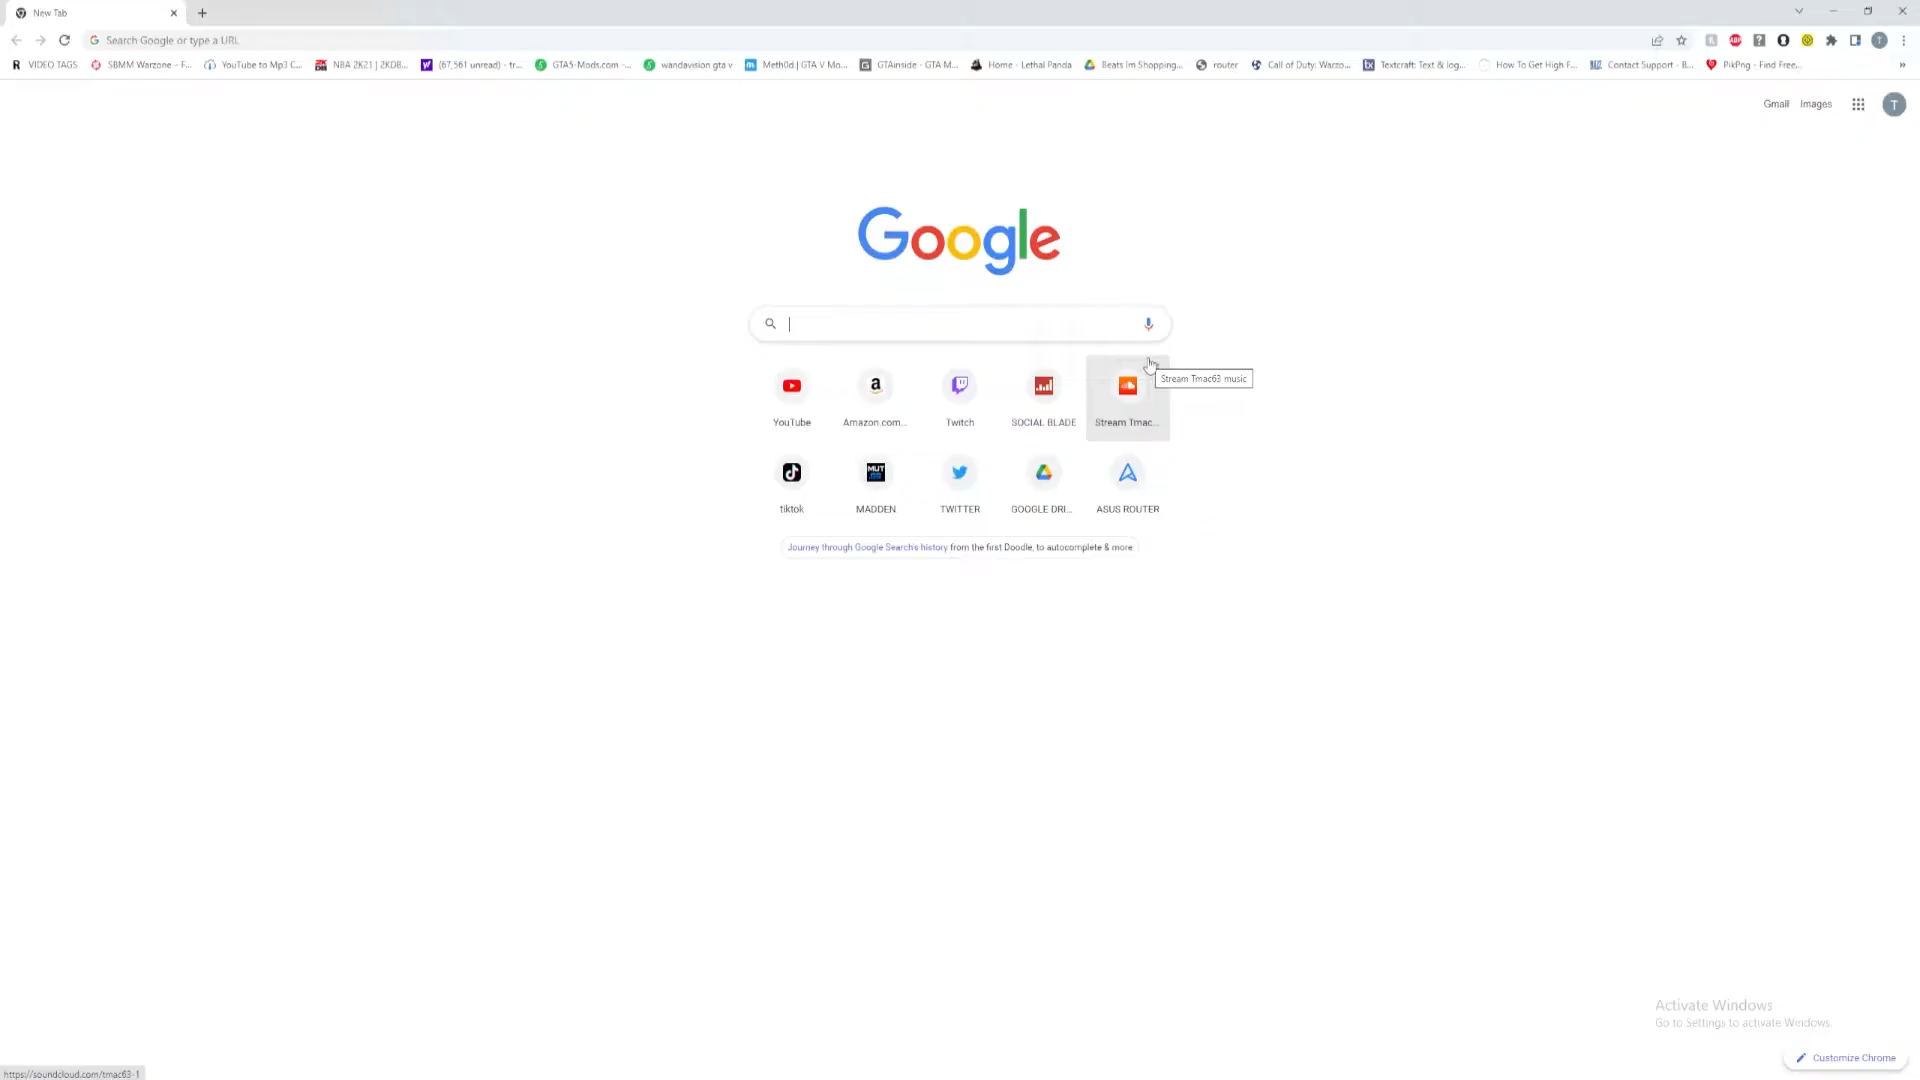 New Tab
Search Google or type a URL
VIDEO TAGS SBMM Warzone - F... YouTube to Mp3 C... NBA 2K21 | 2KDB... (67,561 unread) - tr... GTA5-Mods.com -... wandavision gta v Meth0d | GTA V Mo... GTAinside - GTA M... Home - Lethal Panda Beats Im Shopping... router Call of Duty: Warzo... Textcraft: Text & log... How To Get High F... Contact Support - B... PikPng - Find Free... »
Gmail Images T
Google
Stream Tmac63 music
YouTube Amazon.com... Twitch SOCIAL BLADE Stream Tmac...
MUT
tiktok MADDEN TWITTER GOOGLE DRI... ASUS ROUTER
Journey through Google Search's history from the first Doodle, to autocomplete & more
Activate Windows
Go to Settings to activate Windows.
Customize Chrome
https://soundcloud.com/tmac63-1